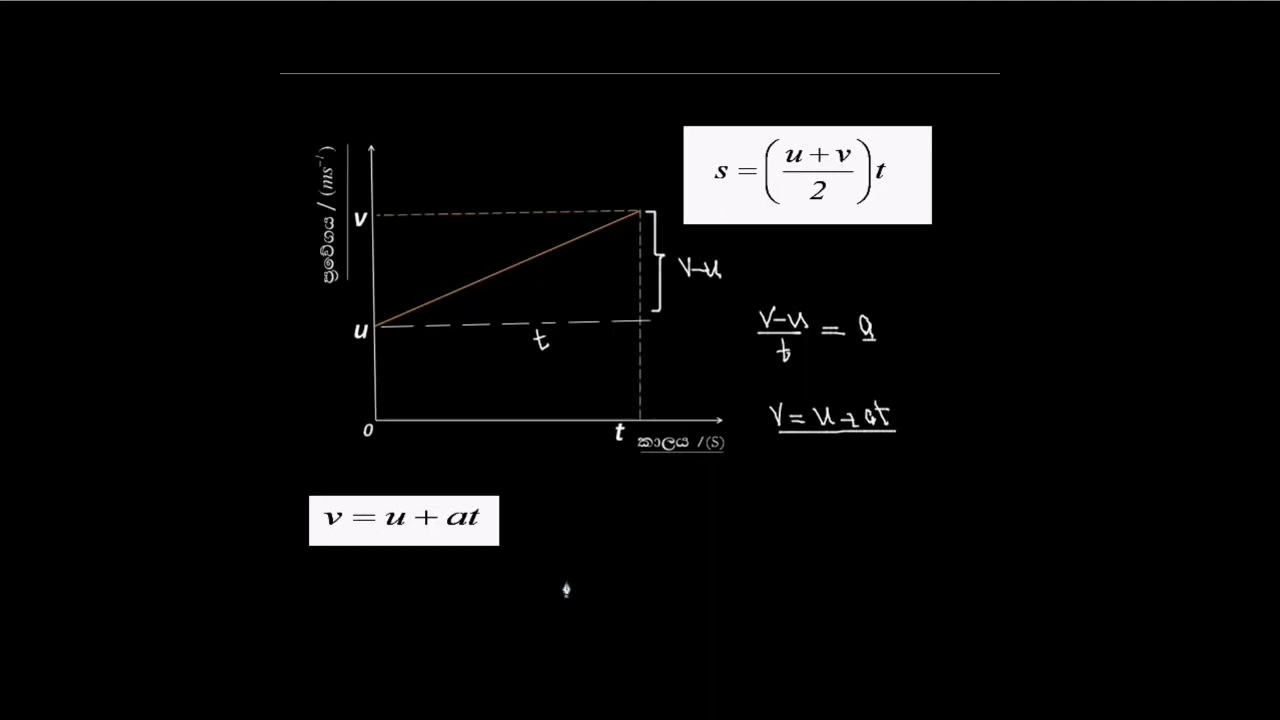 ප්‍රවේගය / (ms⁻¹)
s = (u + v / 2) t
v
v-u
u
t
v-u / t = a
v = u + at
0
t
කාලය /(S)
v = u + at